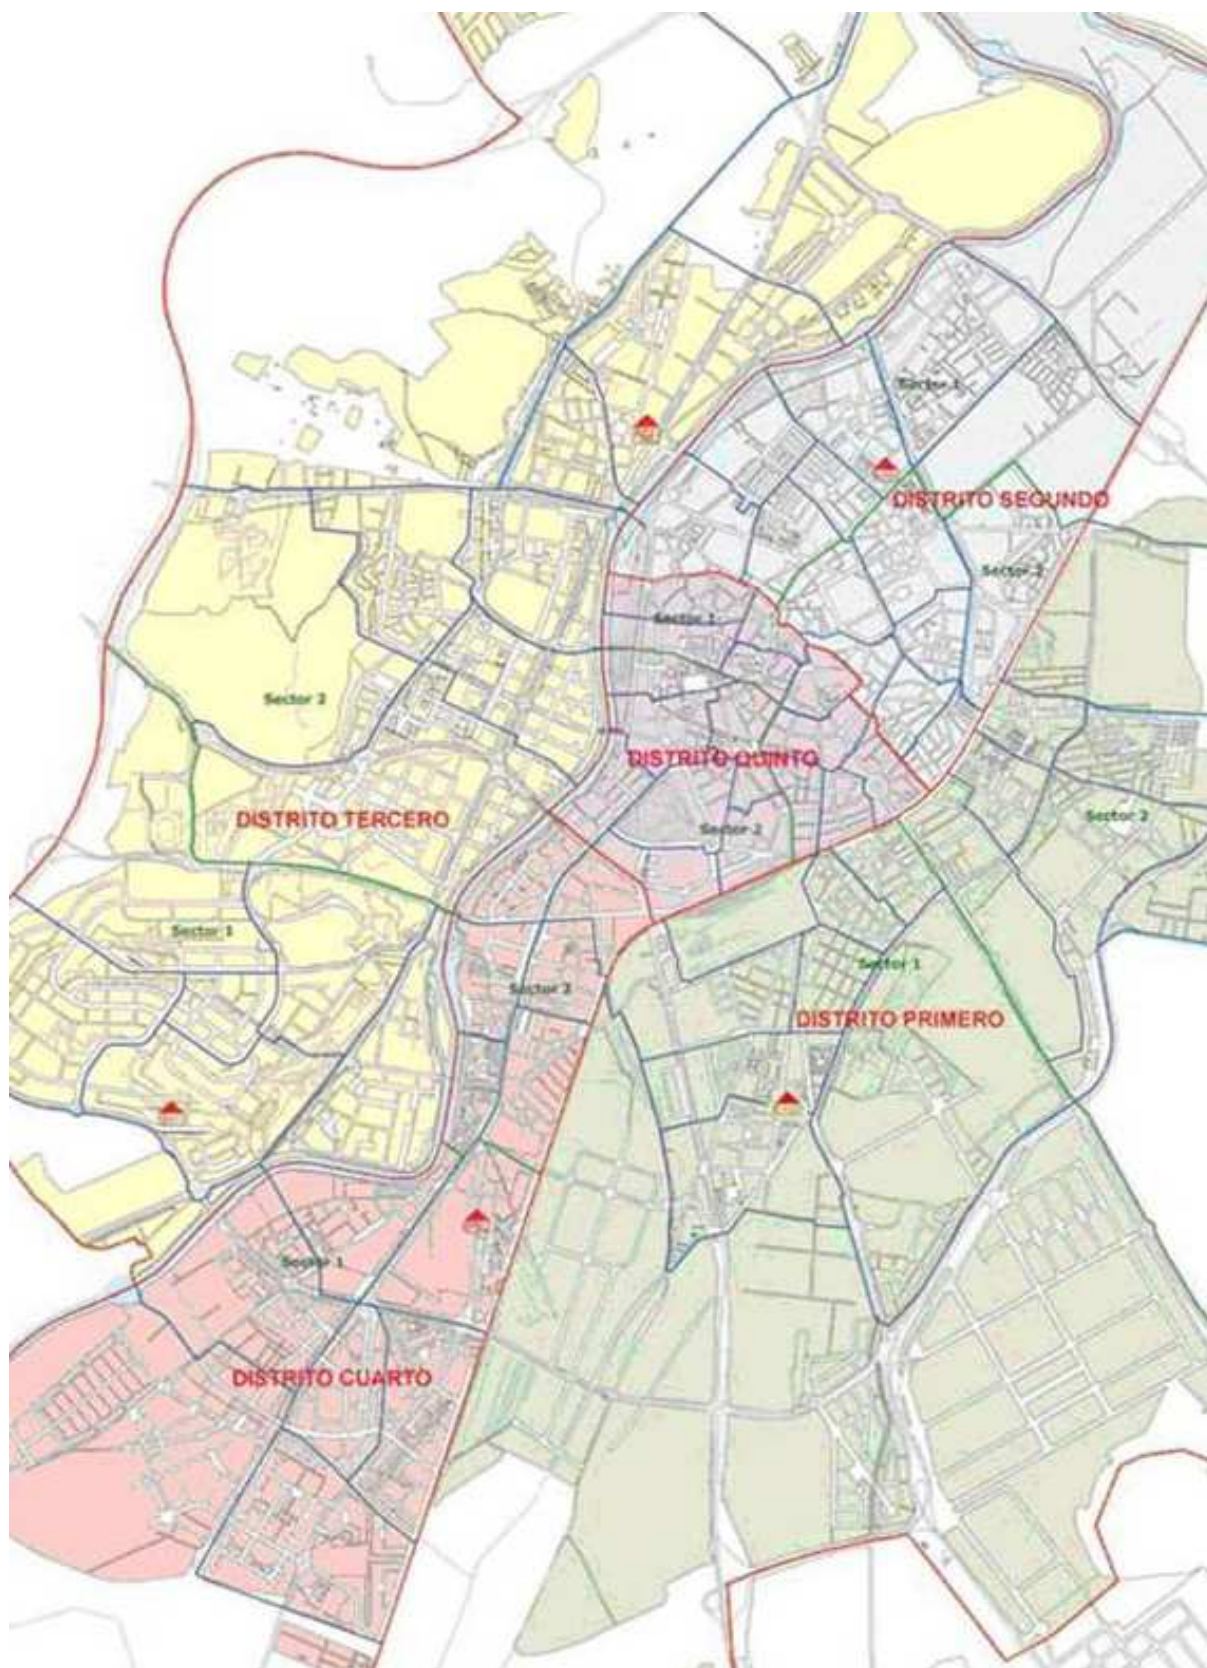 Sector 1
DISTRITO SEGUNDO
Sector 2
Sector 1
Sector 2
DISTRITO QUINTO
DISTRITO TERCERO
Sector 2
Sector 2
Sector 1
Sector 1
Sector 2
DISTRITO PRIMERO
Sector 1
DISTRITO CUARTO